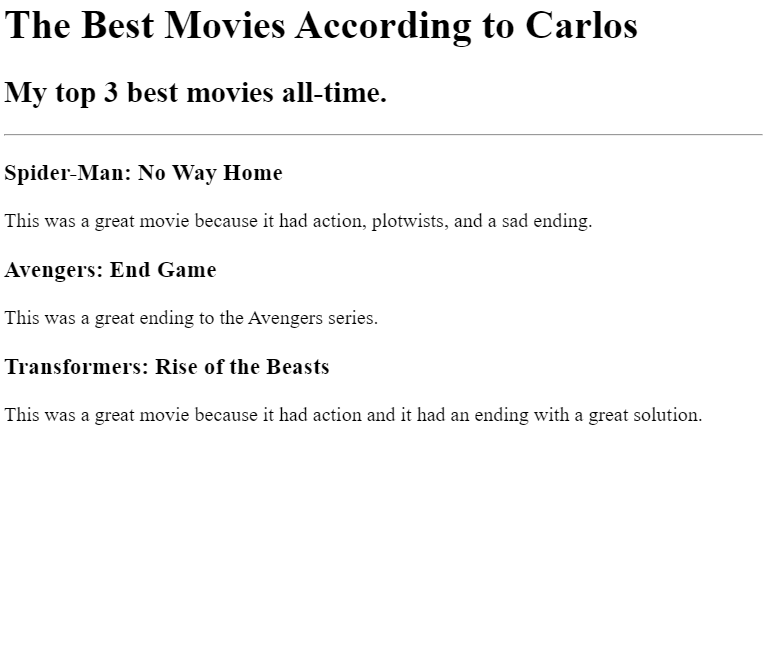 The Best Movies According to Carlos
My top 3 best movies all-time.
Spider-Man: No Way Home
This was a great movie because it had action, plotwists, and a sad ending.
Avengers: End Game
This was a great ending to the Avengers series.
Transformers: Rise of the Beasts
This was a great movie because it had action and it had an ending with a great solution.